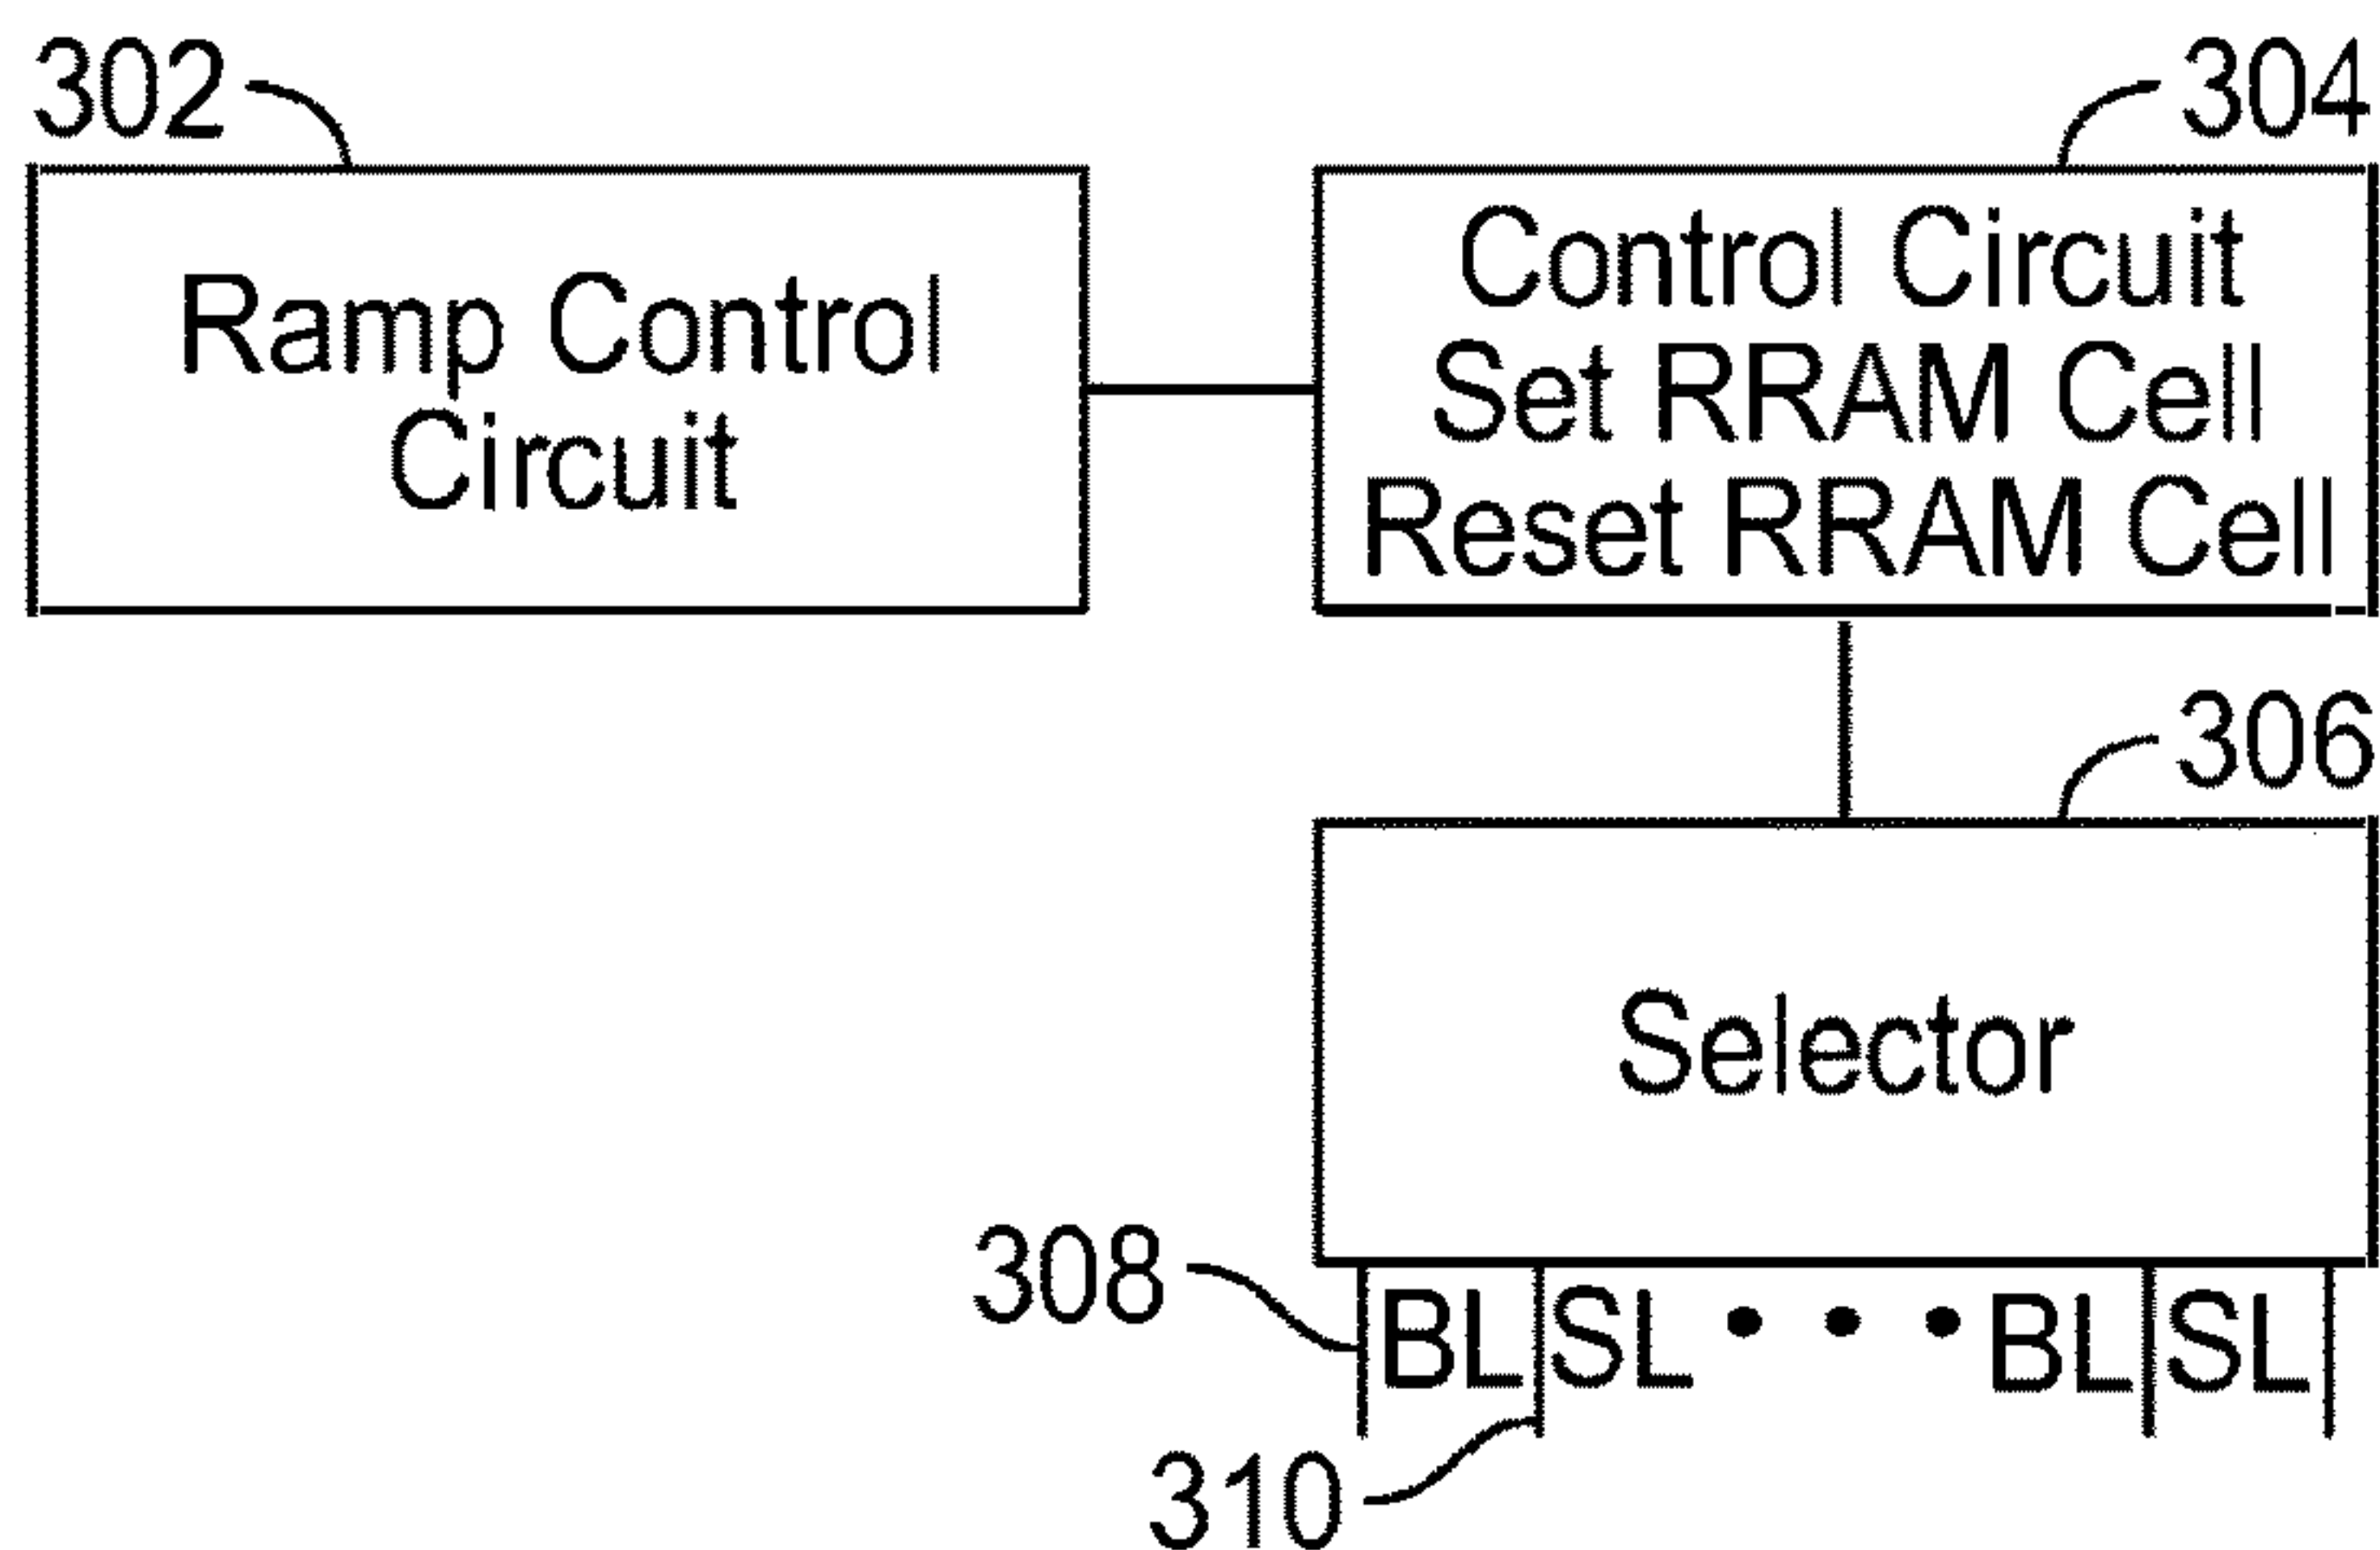 302
304
Ramp Control
Circuit
Control Circuit
Set RRAM Cell
Reset RRAM Cell
306
Selector
308
BL SL • • • BL SL
310